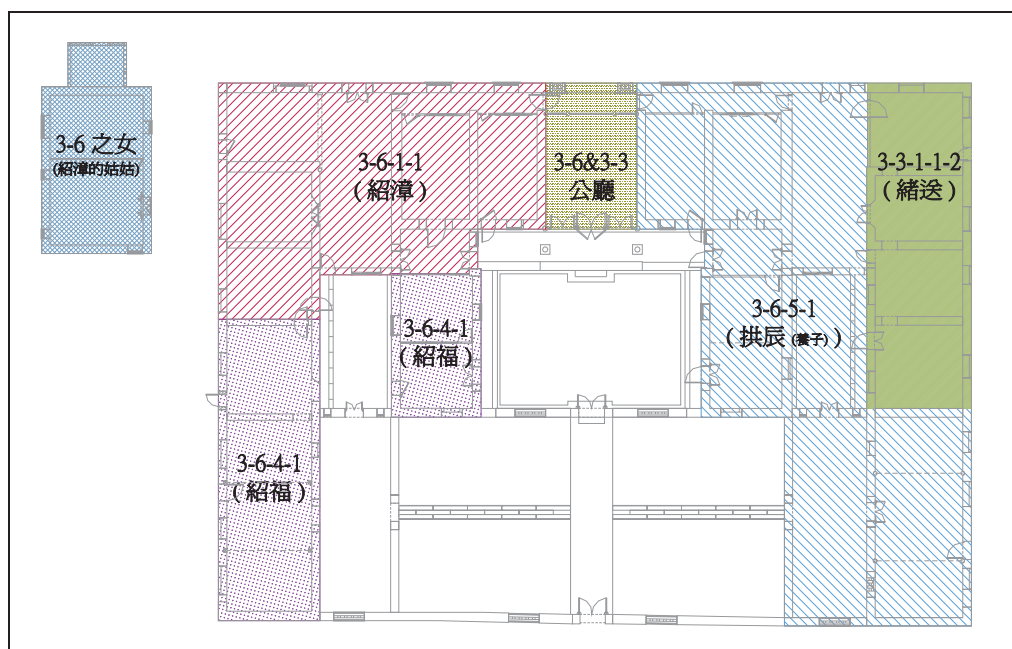 3-6 之女
(紹漳的姑姑)
3-6-1-1
(紹漳)
3-6&3-3
公廳
3-3-1-1-2
(緒送)
3-6-4-1
(紹福)
3-6-5-1
(拱辰(養子))
3-6-4-1
(紹福)